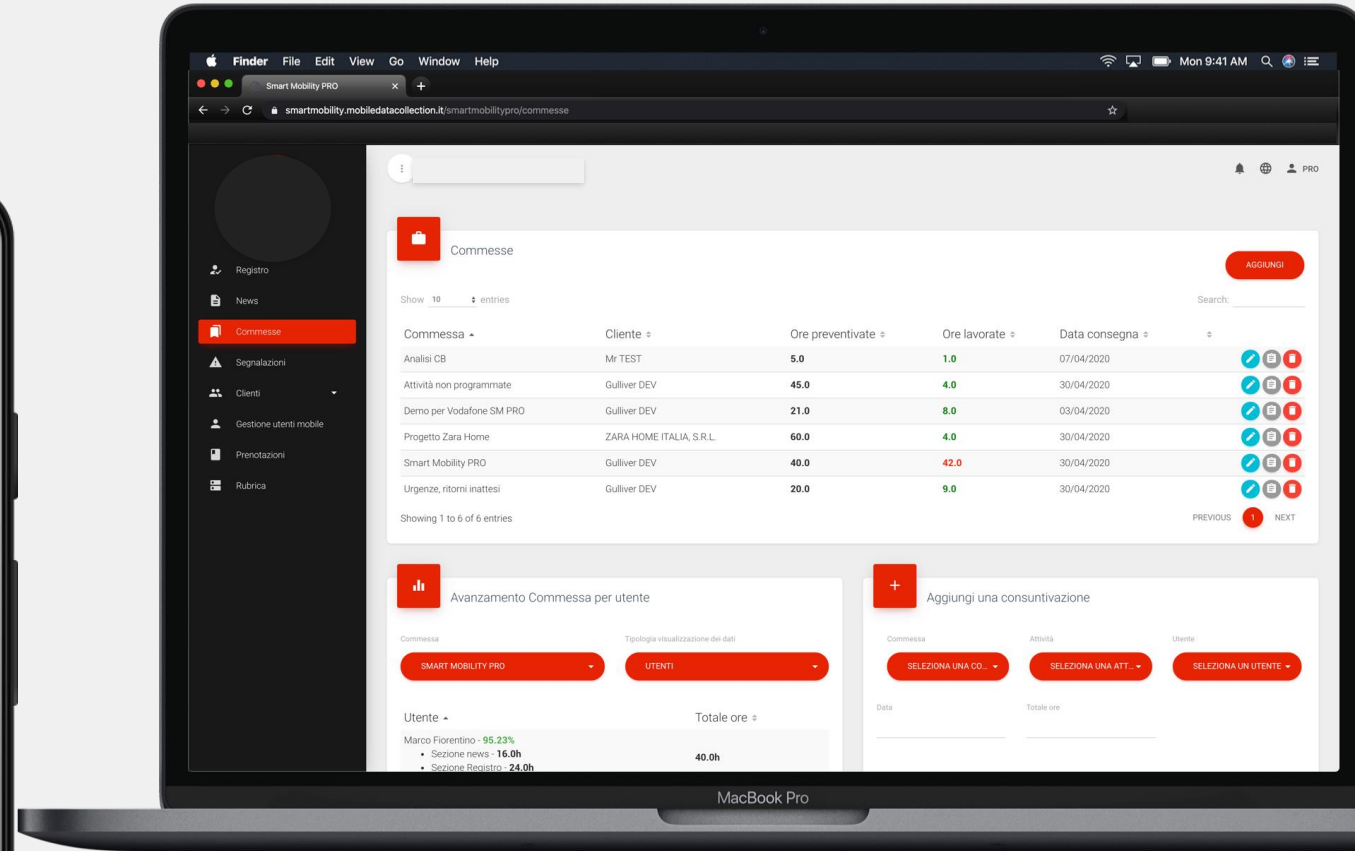 Finder File Edit View Go Window Help Mon 9:41 AM
Smart Mobility PRO
smartmobility.mobiledatacollection.it/smartmobilitypro/commesse
PRO
Registro
News
Commesse
Segnalazioni
Clienti
Gestione utenti mobile
Prenotazioni
Rubrica
Commesse
AGGIUNGI
Show 10 entries Search:
Commessa Cliente Ore preventivate Ore lavorate Data consegna
Analisi CB Mr TEST 5.0 1.0 07/04/2020
Attività non programmate Gulliver DEV 45.0 4.0 30/04/2020
Demo per Vodafone SM PRO Gulliver DEV 21.0 8.0 03/04/2020
Progetto Zara Home ZARA HOME ITALIA, S.R.L. 60.0 4.0 30/04/2020
Smart Mobility PRO Gulliver DEV 40.0 42.0 30/04/2020
Urgenze, ritorni inattesi Gulliver DEV 20.0 9.0 30/04/2020
Showing 1 to 6 of 6 entries PREVIOUS 1 NEXT
Avanzamento Commessa per utente
Commessa Tipologia visualizzazione dei dati
SMART MOBILITY PRO UTENTI
Utente Totale ore
Marco Fiorentino - 95.23%
• Sezione news - 16.0h
40.0h
• Sezione Registro - 24.0h
Aggiungi una consuntivazione
Commessa Attività Utente
SELEZIONA UNA CO... SELEZIONA UNA ATT... SELEZIONA UN UTENTE
Data Totale ore
MacBook Pro